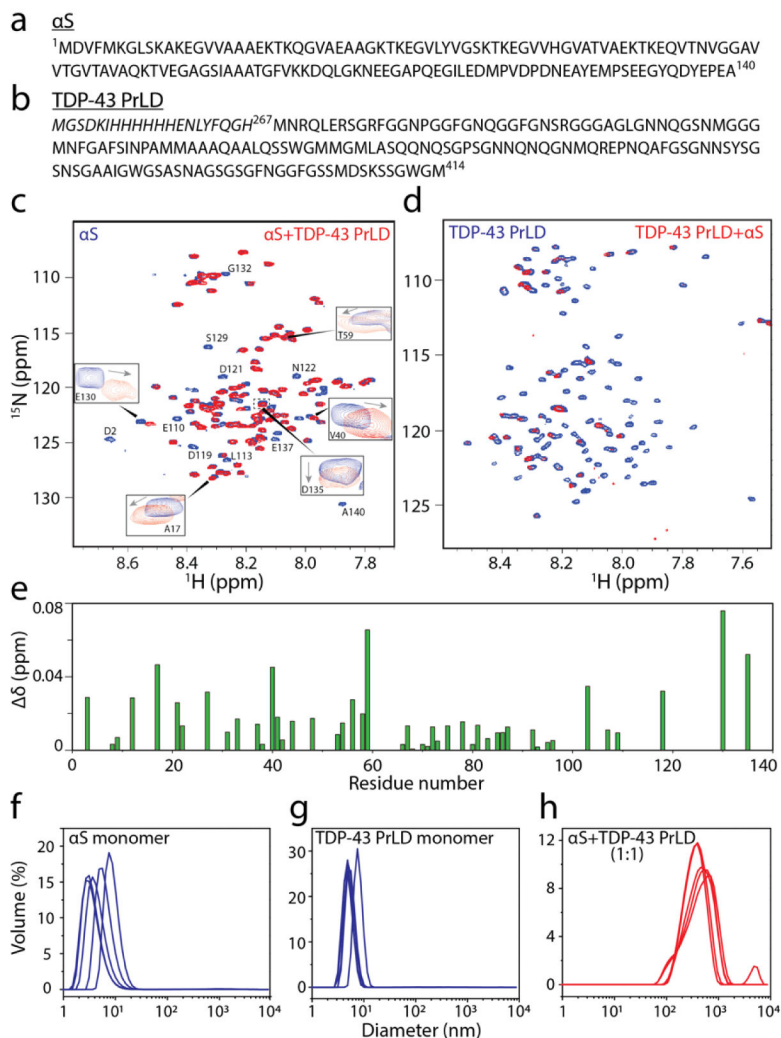 a αS
1MDVFMKGLSKAKEGVVAAAEKTKQGVAEAAGKTKEGVLYVGSKTKEGVVHGVATVAEKTKEQVTNVGGAV
VTGVTAVAQKTVEGAGSIAAATGFVKKDQLGKNEEGAPQEGILEDMPVDPDNEAYEMPSEEGYQDYEPEA140
b TDP-43 PrLD
MGSDKIHHHHHHENLYFQGH267MNRQLERSGRFGGNPGGFGNQGGFGNSRGGGAGLGNNQGSNMGGG
MNFGAFSINPAMMAAAQAALQSSWGMMGMLASQQNQSGPSGNNQNQGNMQREPNQAFGSGNNSYSG
SNSGAAIGWGSASNAGSGSGFNGGFGSSMDSKSSGWGM414
c
αS αS+TDP-43 PrLD
110
115
120
125
130
15N (ppm)
G132
S129
T59
D121
N122
E130
D2
E110
V40
D119
L113
E137
D135
A17
A140
8.6 8.4 8.2 8.0 7.8
1H (ppm)
d
TDP-43 PrLD TDP-43 PrLD+αS
110
115
120
125
8.4 8.2 8.0 7.8 7.6
1H (ppm)
e
0.08
0.04
0
Δδ (ppm)
0 20 40 60 80 100 120 140
Residue number
f
αS monomer
20
15
10
5
0
Volume (%)
1 10¹ 10² 10³ 10⁴
g
TDP-43 PrLD monomer
30
20
10
0
1 10¹ 10² 10³ 10⁴
Diameter (nm)
h
αS+TDP-43 PrLD
(1:1)
12
8
4
0
1 10¹ 10² 10³ 10⁴